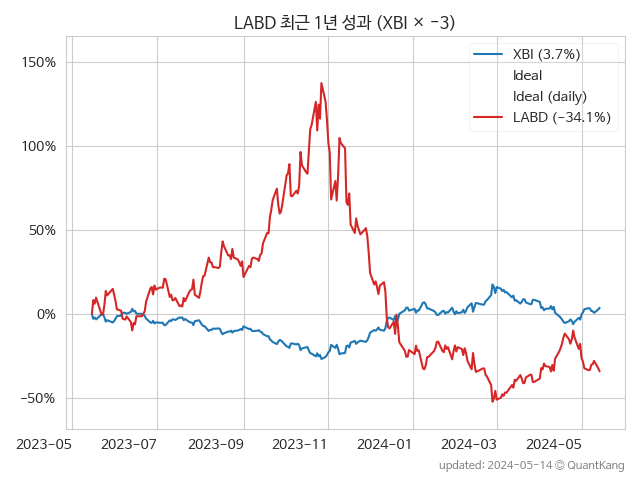 LABD 최근 1년 성과 (XBI × −3)
XBI (3.7%)
Ideal
Ideal (daily)
LABD (−34.1%)
150%
100%
50%
0%
−50%
2023-05
2023-07
2023-09
2023-11
2024-01
2024-03
2024-05
updated: 2024-05-14 © QuantKang